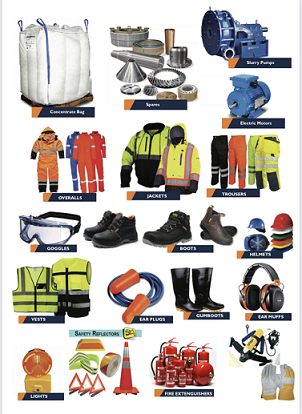 Concentrate Bag
Spares
Slurry Pumps
Electric Motors
OVERALLS
JACKETS
TROUSERS
GOGGLES
BOOTS
HELMETS
VESTS
EAR PLUGS
GUMBOOTS
EAR MUFFS
SAFETY REFLECTORS
LIGHTS
FIRE EXTINGUISHERS